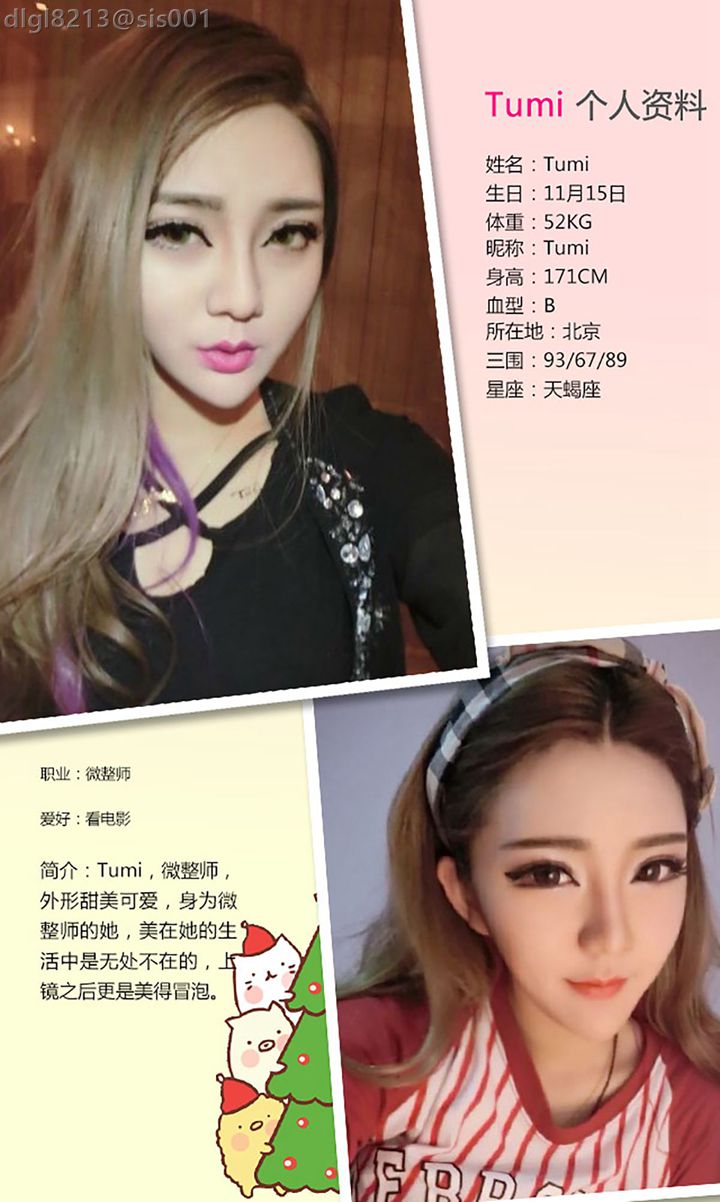 dlgl8213@sis001
Tumi 个人资料
姓名：Tumi
生日：11月15日
体重：52KG
昵称：Tumi
身高：171CM
血型：B
所在地：北京
三围：93/67/89
星座：天蝎座
职业：微整师
爱好：看电影
简介：Tumi，微整师，
外形甜美可爱，身为微
整师的她，美在她的生
活中是无处不在的，上
镜之后更是美得冒泡。